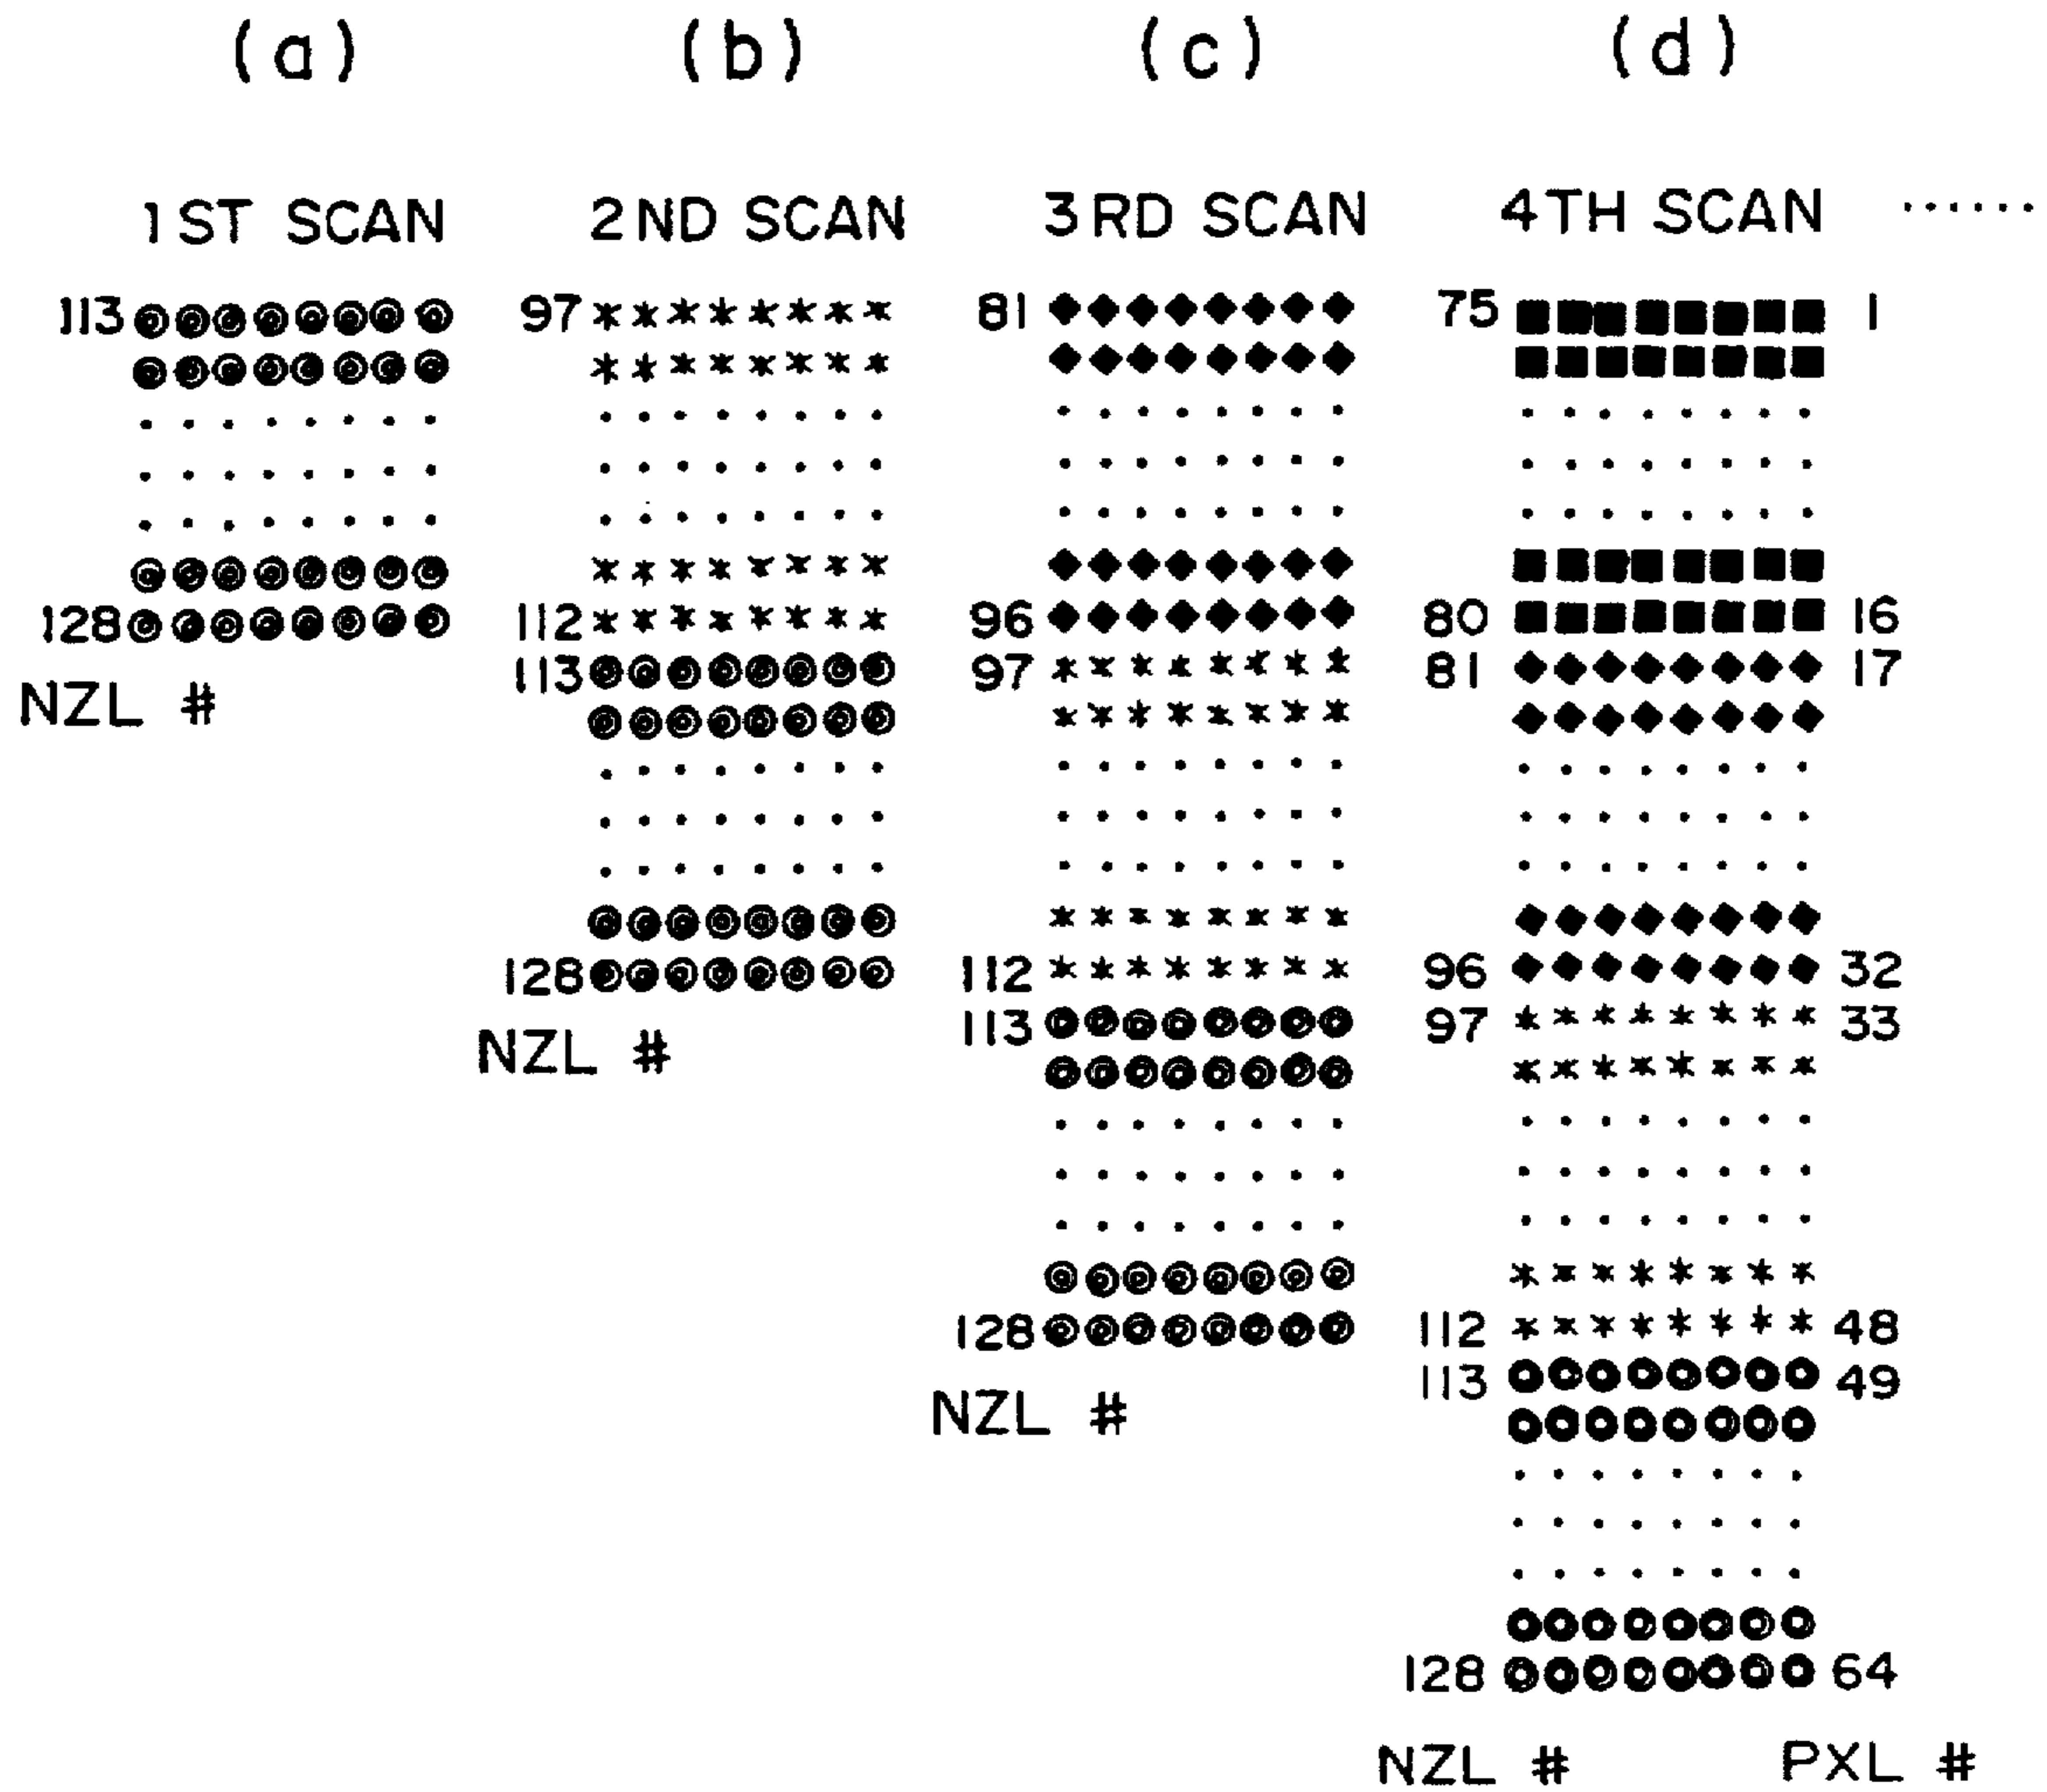 (a) (b) (c) (d)
1ST SCAN 2ND SCAN 3RD SCAN 4TH SCAN ......
113 97 81 75 1
128 112 96 80 16
113 97 81 17
NZL #
128 112 96 32
113 97 33
NZL #
128 112 48
113 49
NZL #
128 64
NZL # PXL #